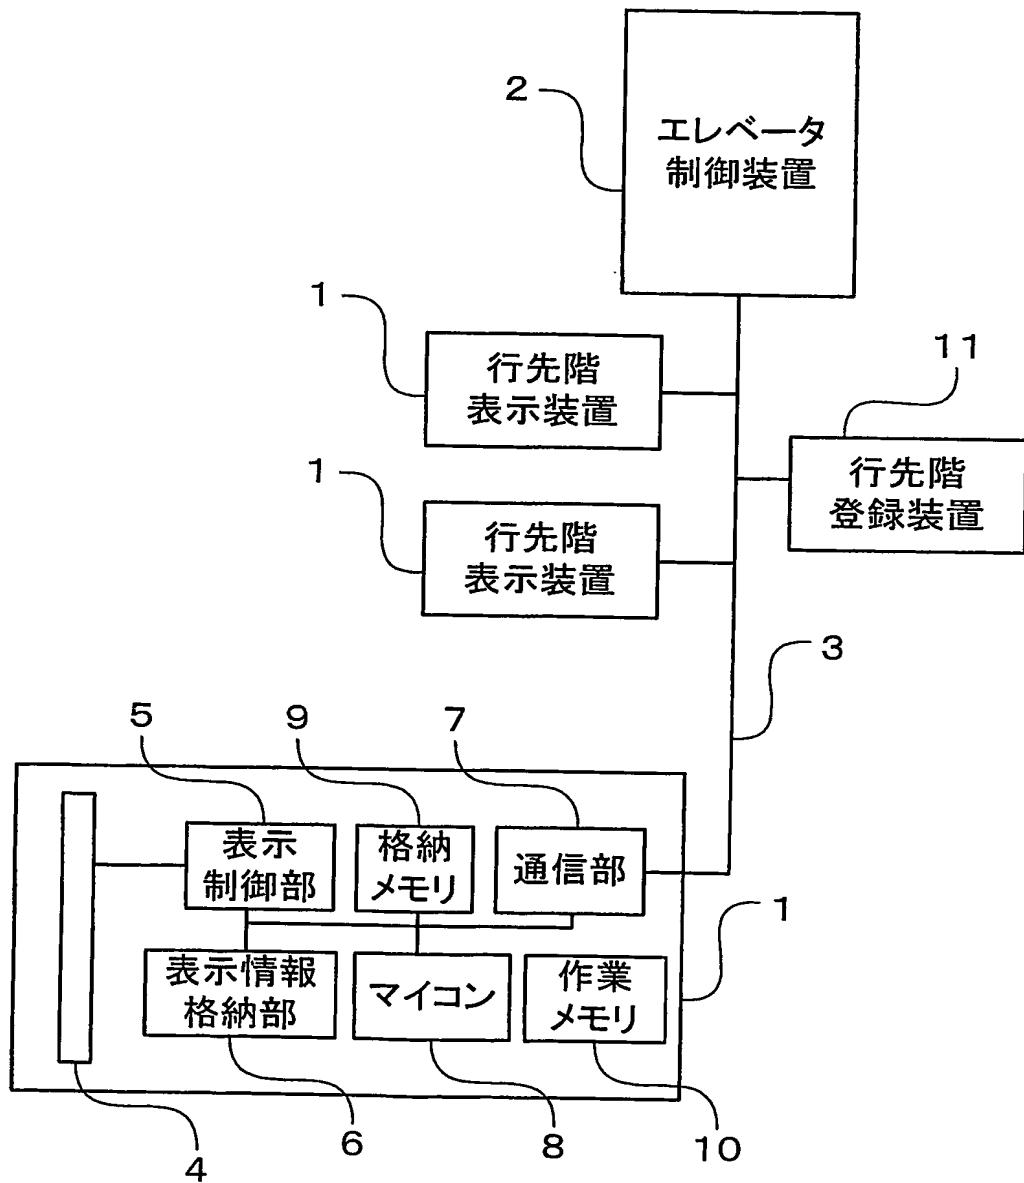 2
エレベータ
制御装置
1
行先階
表示装置
11
行先階
登録装置
1
行先階
表示装置
3
5
9
7
表示
制御部
格納
メモリ
通信部
1
表示情報
格納部
マイコン
作業
メモリ
4
6
8
10